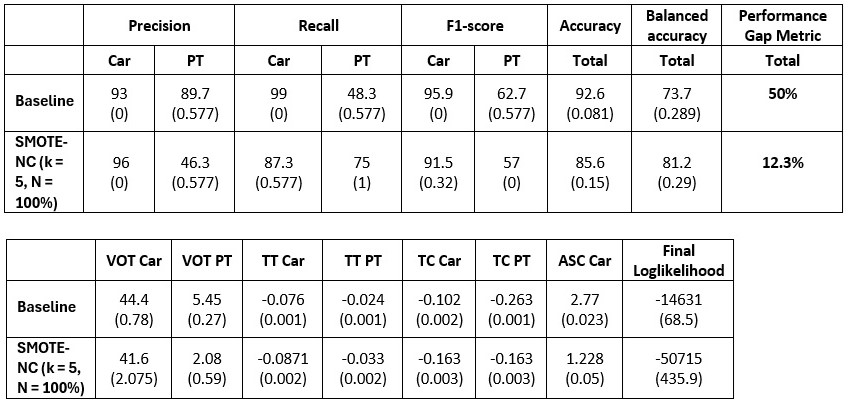 Precision Recall F1-score Accuracy Balanced accuracy Performance Gap Metric
Car PT Car PT Car PT Total Total Total
Baseline 93 (0) 89.7 (0.577) 99 (0) 48.3 (0.577) 95.9 (0) 62.7 (0.577) 92.6 (0.081) 73.7 (0.289) 50%
SMOTE-NC (k = 5, N = 100%) 96 (0) 46.3 (0.577) 87.3 (0.577) 75 (1) 91.5 (0.32) 57 (0) 85.6 (0.15) 81.2 (0.29) 12.3%
VOT Car VOT PT TT Car TT PT TC Car TC PT ASC Car Final Loglikelihood
Baseline 44.4 (0.78) 5.45 (0.27) -0.076 (0.001) -0.024 (0.001) -0.102 (0.002) -0.263 (0.001) 2.77 (0.023) -14631 (68.5)
SMOTE-NC (k = 5, N = 100%) 41.6 (2.075) 2.08 (0.59) -0.0871 (0.002) -0.033 (0.002) -0.163 (0.003) -0.163 (0.003) 1.228 (0.05) -50715 (435.9)